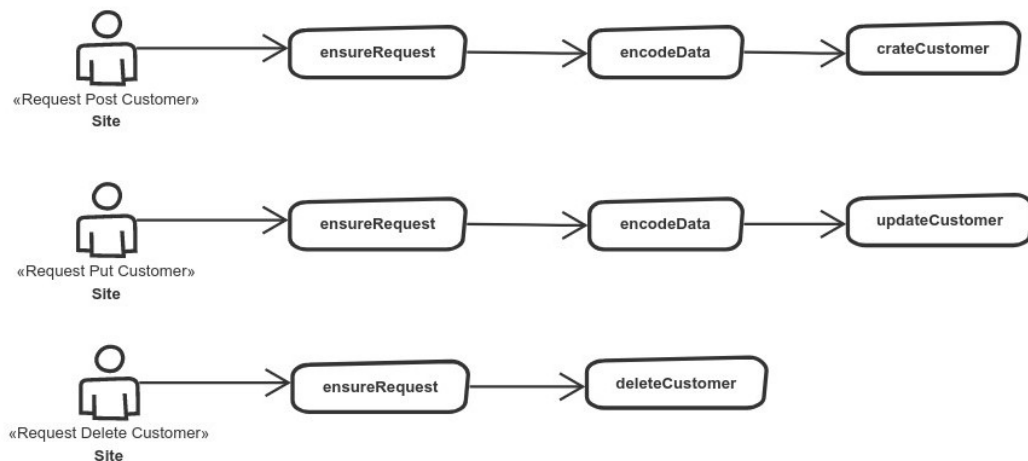 ensureRequest encodeData crateCustomer
«Request Post Customer»
Site
ensureRequest encodeData updateCustomer
«Request Put Customer»
Site
ensureRequest deleteCustomer
«Request Delete Customer»
Site